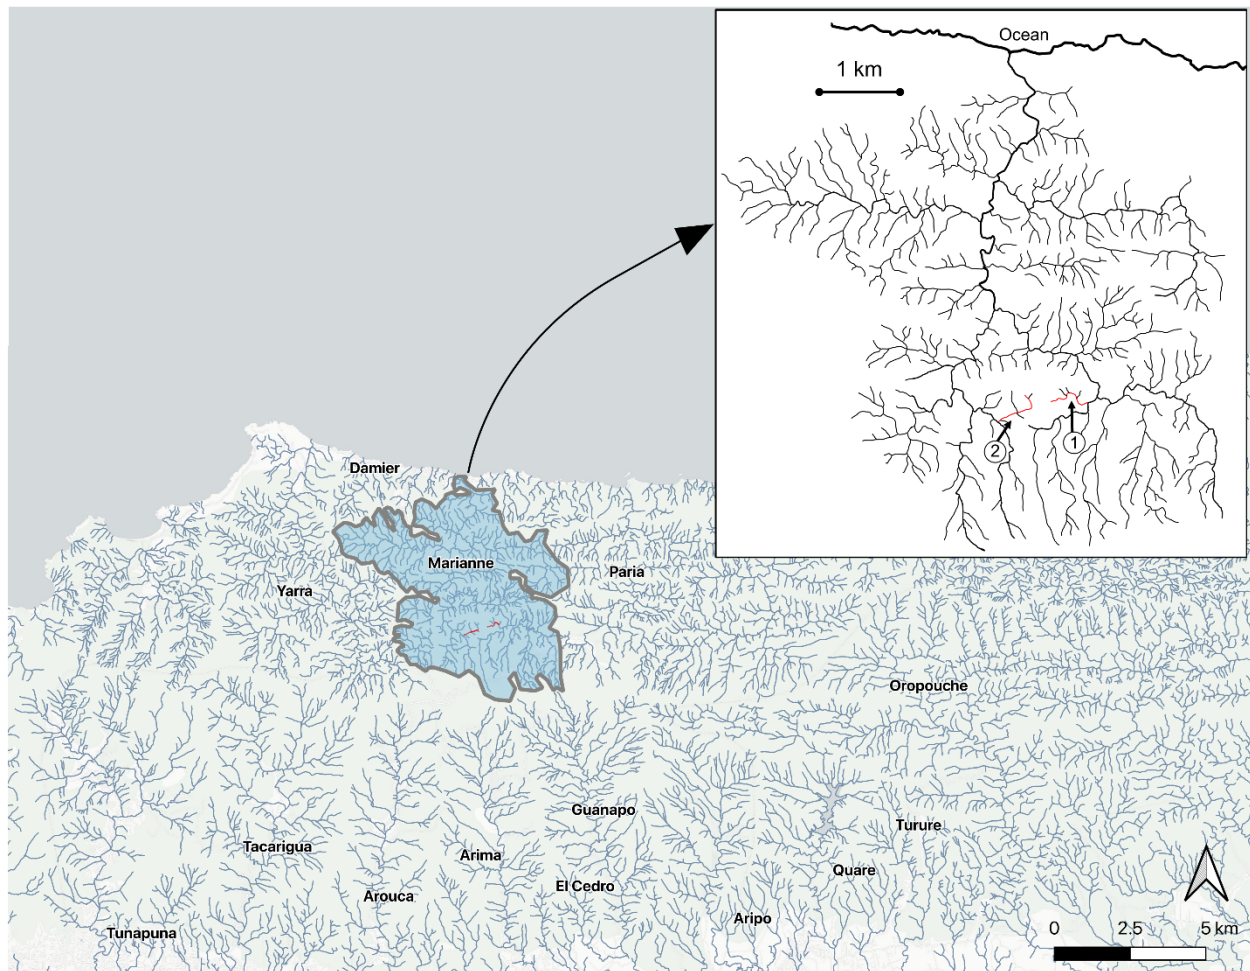 Ocean
1 km
2
1
Damier
Marianne
Paria
Yarra
Oropouche
Guanapo
Turure
Tacarigua
Arima
Quare
El Cedro
Arouca
Aripo
Tunapuna
0 2.5 5 km